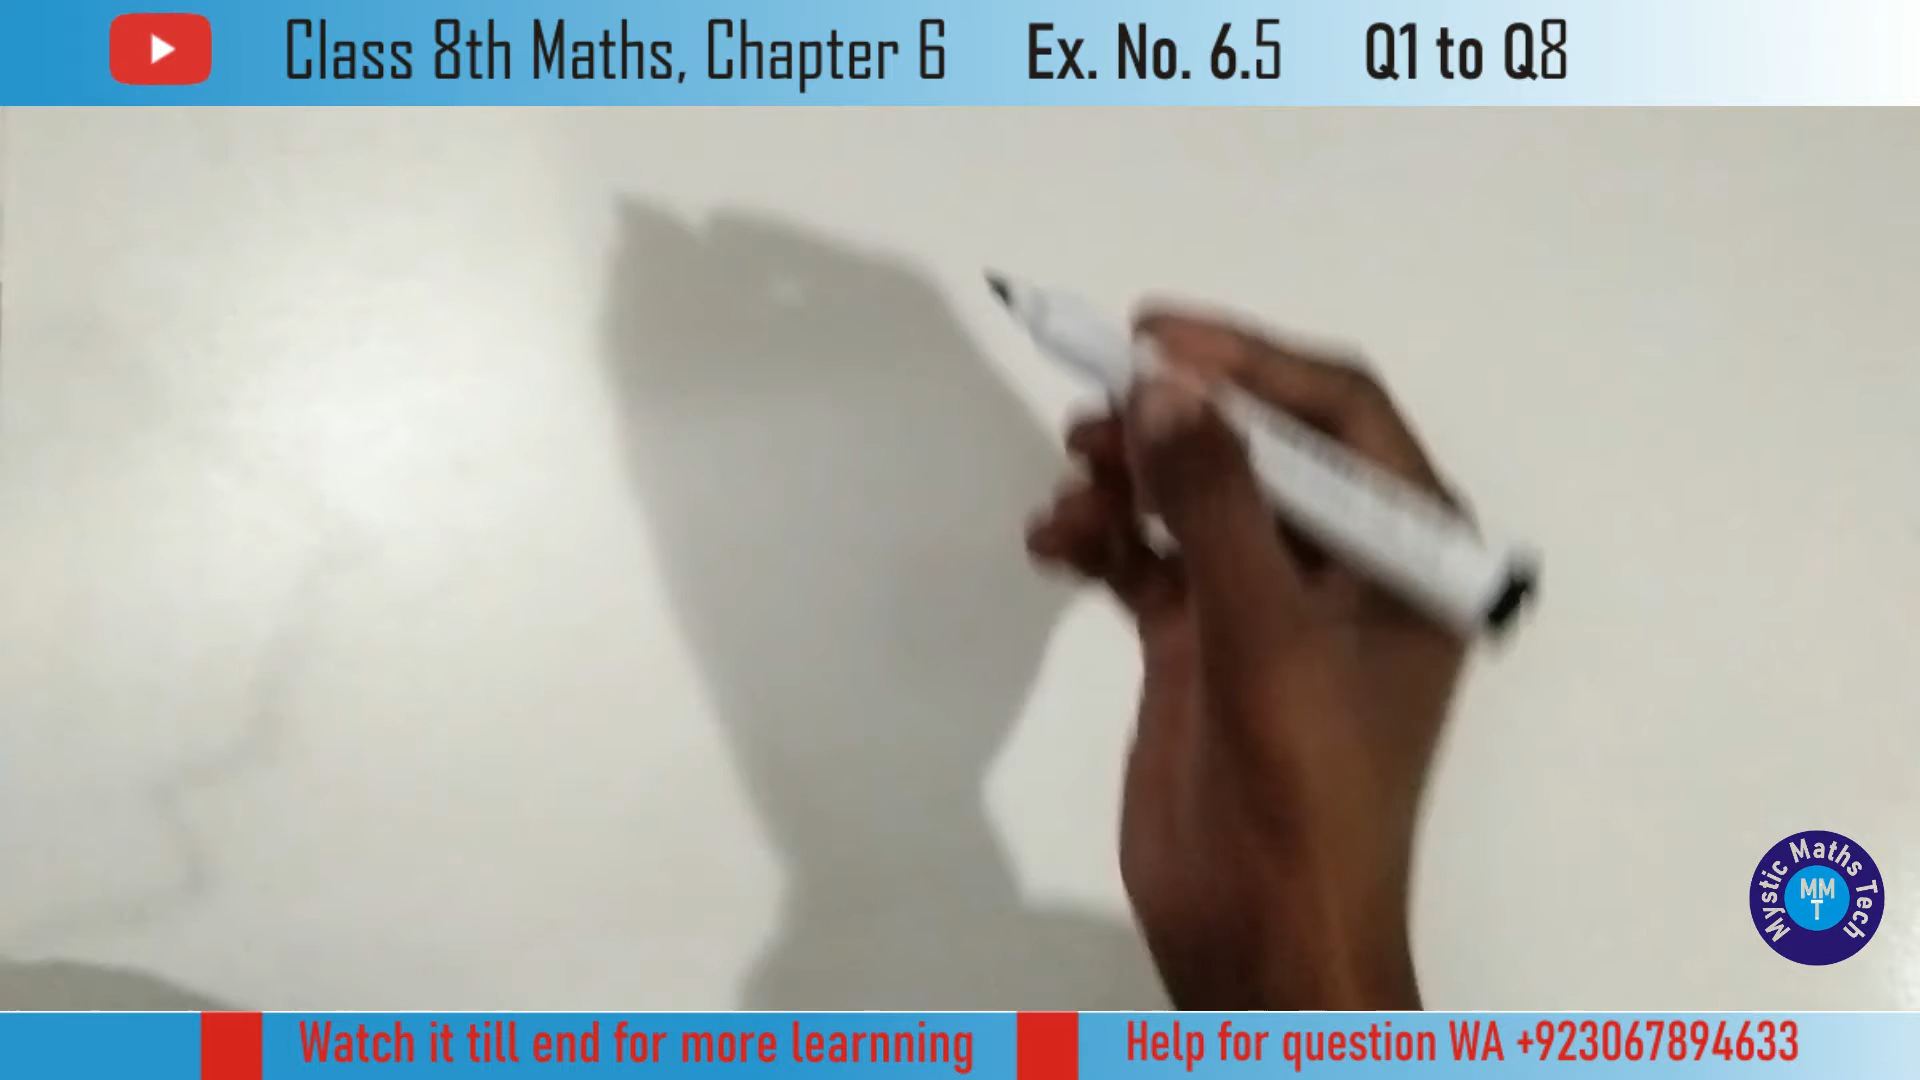 Class 8th Maths, Chapter 6 Ex. No. 6.5 Q1 to Q8
Mystic Maths Tech
MM
T
Watch it till end for more learnning Help for question WA +923067894633